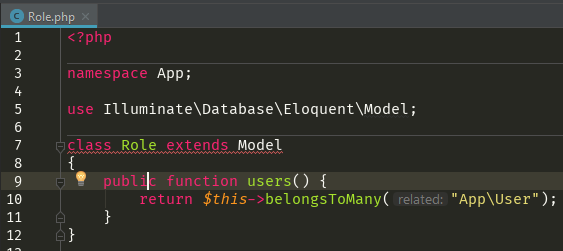 Role.php
1 <?php
2
3 namespace App;
4
5 use Illuminate\Database\Eloquent\Model;
6
7 class Role extends Model
8 {
9 public function users() {
10 return $this->belongsToMany( related: "App\User");
11 }
12 }